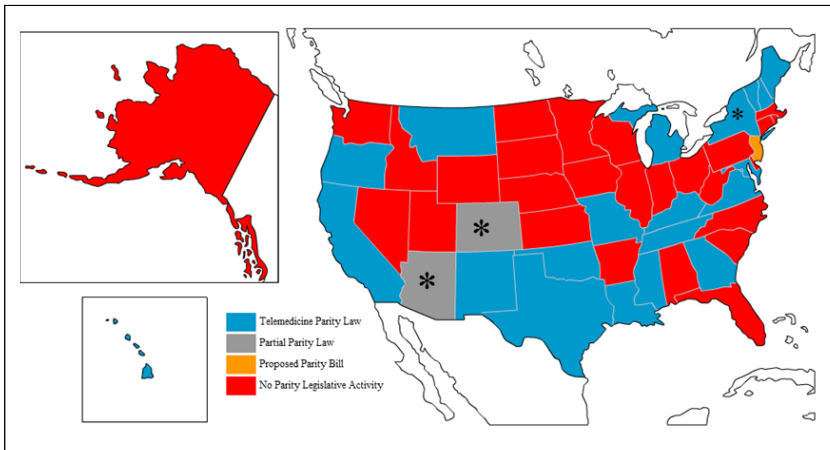 *
*
*
Telemedicine Parity Law
Partial Parity Law
Proposed Parity Bill
No Parity Legislative Activity